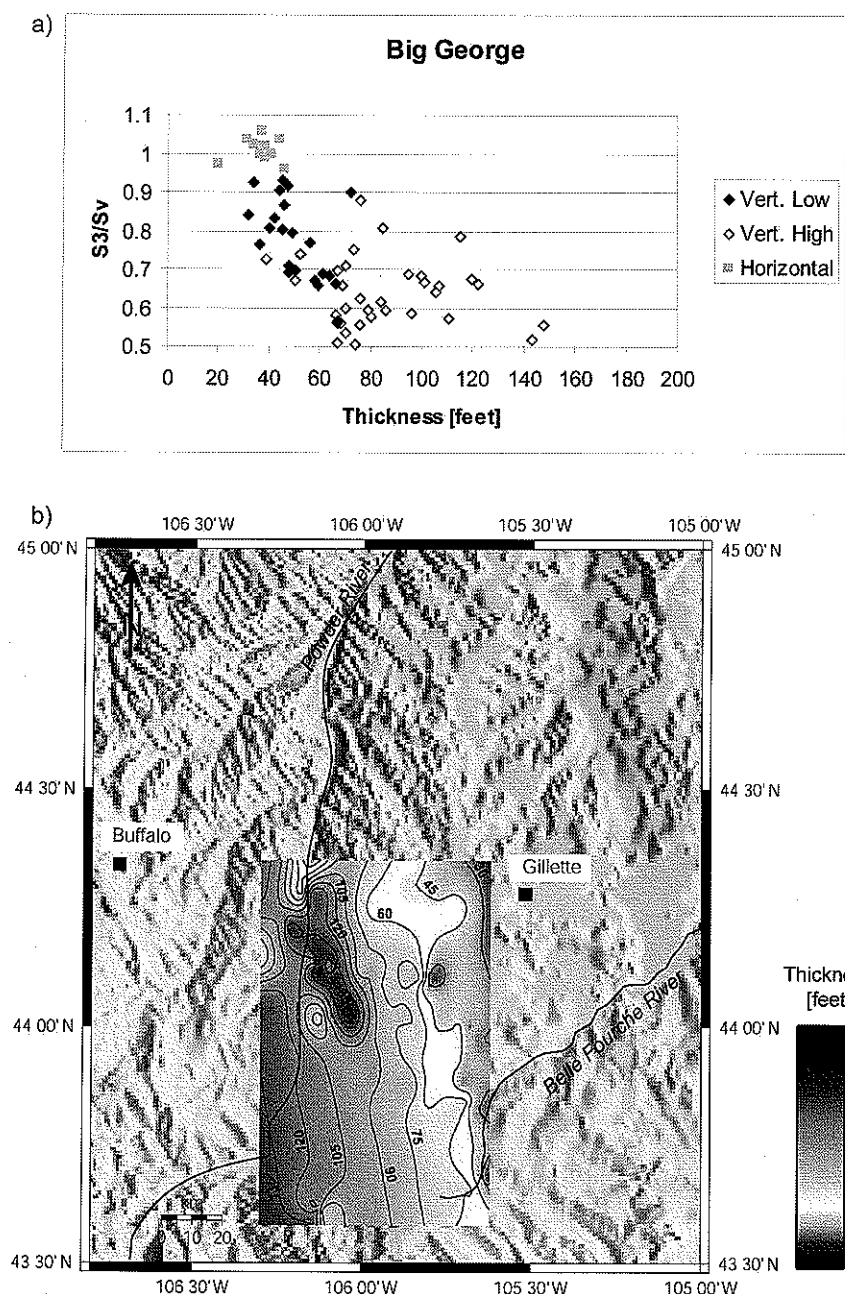 a)
Big George
1.1
1
0.9
0.8
0.7
0.6
0.5
S3/Sv
0 20 40 60 80 100 120 140 160 180 200
Thickness [feet]
Vert. Low
Vert. High
Horizontal
b)
106 30'W 106 00'W 105 30'W 105 00'W
45 00' N 45 00' N
Powder River
44 30' N 44 30' N
Buffalo
Gillette
105
45
60
44 00' N 44 00' N
Belle Fourche River
Thickne
[feet
120
105
90
75
0 10 20
43 30' N 43 30' N
106 30'W 106 00'W 105 30'W 105 00'W